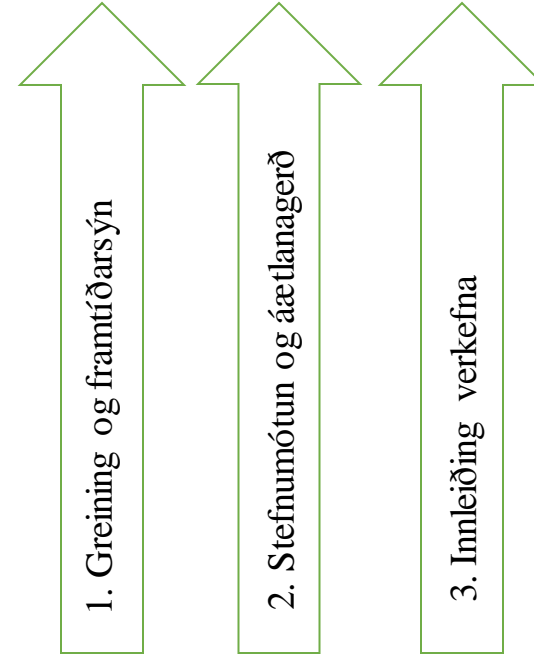 1. Greining og framtíðarsýn
2. Stefnumótun og áætlanagerð
3. Innleiðing verkefna